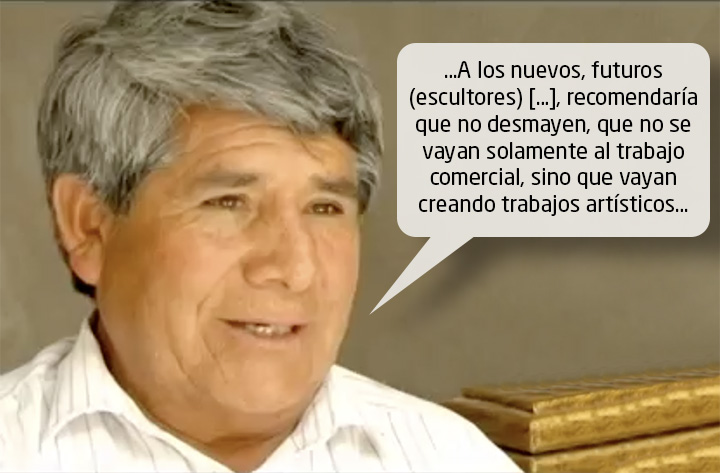 ...A los nuevos, futuros
(escultores) [...], recomendaría
que no desmayen, que no se
vayan solamente al trabajo
comercial, sino que vayan
creando trabajos artísticos...